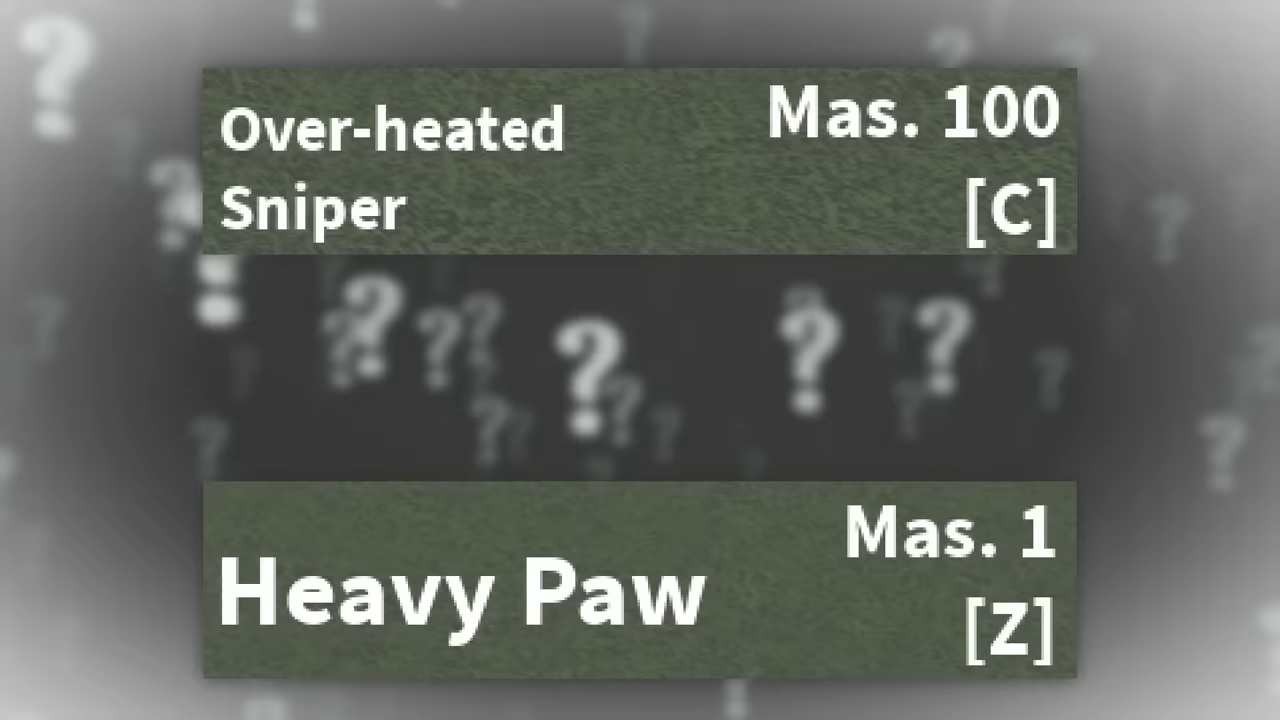 Over-heated
Sniper
Mas. 100
[C]
Heavy Paw
Mas. 1
[Z]